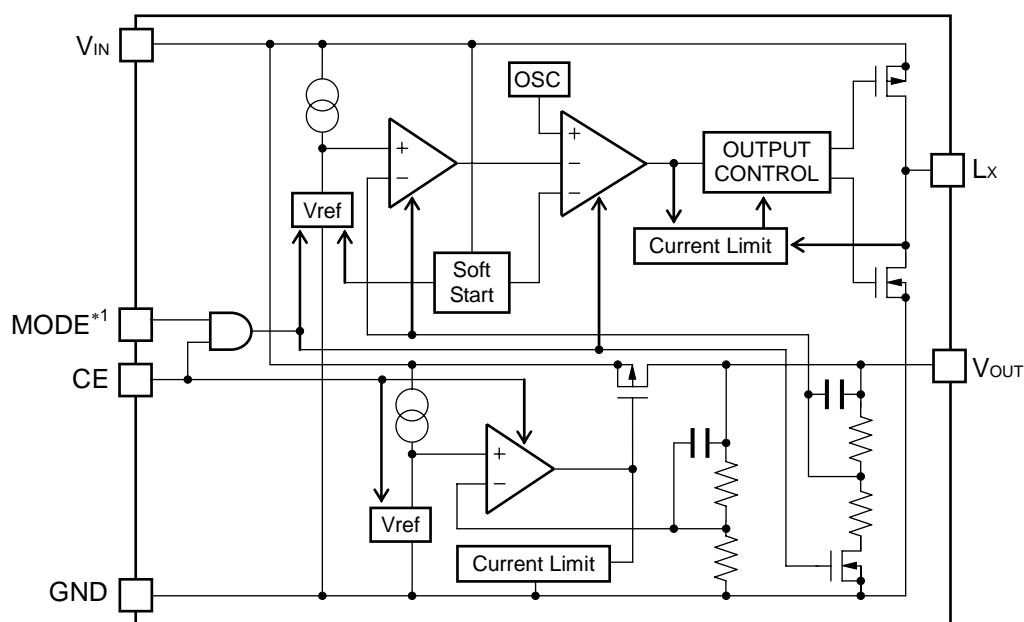 VIN
OSC
+
−
+
−
OUTPUT
CONTROL
LX
Vref
Current Limit
Soft
Start
MODE*1
CE
VOUT
+
−
Vref
Current Limit
GND